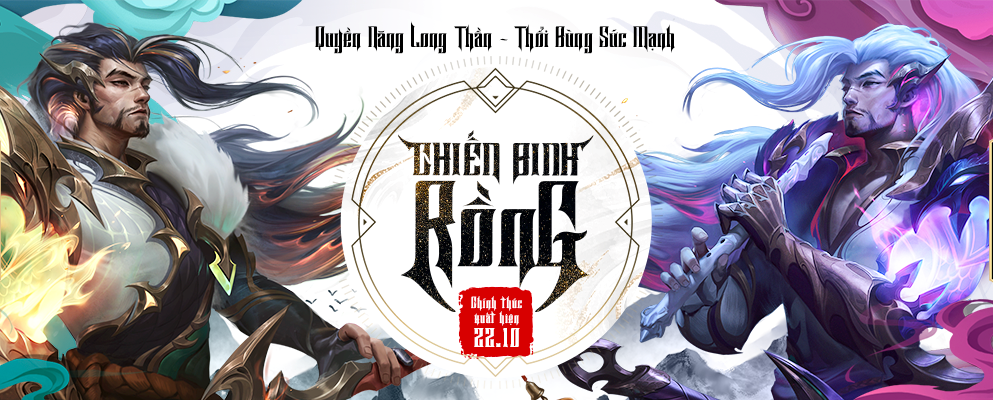 Quyền Năng Long Thần - Thổi Bùng Sức Mạnh
CHIẾN BINH
RỒNG
Chính thức
xuất hiện
22.10